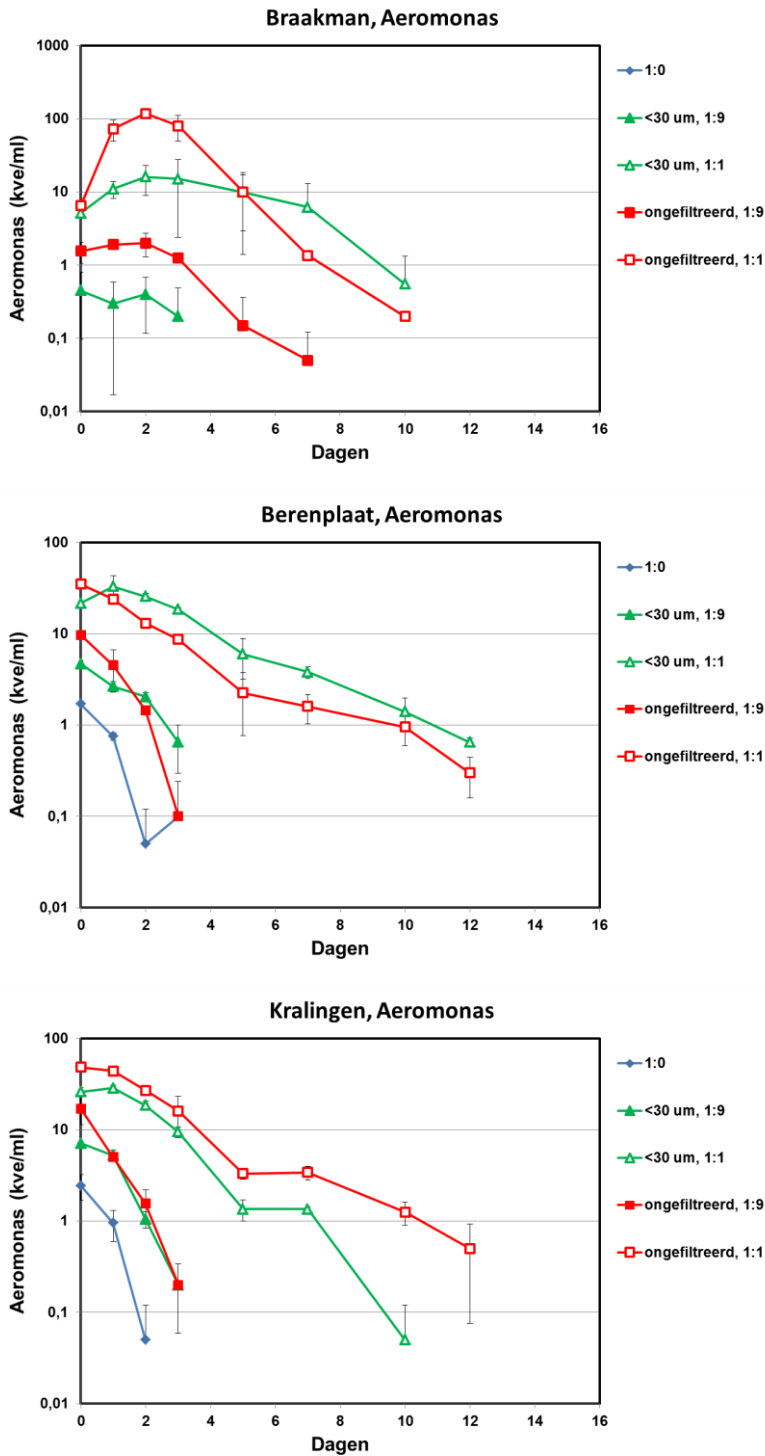 Braakman, Aeromonas
Aeromonas (kve/ml)
1000
100
10
1
0,1
0,01
0 2 4 6 8 10 12 14 16
Dagen
1:0
<30 um, 1:9
<30 um, 1:1
ongefiltreerd, 1:9
ongefiltreerd, 1:1
Berenplaat, Aeromonas
Aeromonas (kve/ml)
100
10
1
0,1
0,01
0 2 4 6 8 10 12 14 16
Dagen
1:0
<30 um, 1:9
<30 um, 1:1
ongefiltreerd, 1:9
ongefiltreerd, 1:1
Kralingen, Aeromonas
Aeromonas (kve/ml)
100
10
1
0,1
0,01
0 2 4 6 8 10 12 14 16
Dagen
1:0
<30 um, 1:9
<30 um, 1:1
ongefiltreerd, 1:9
ongefiltreerd, 1:1